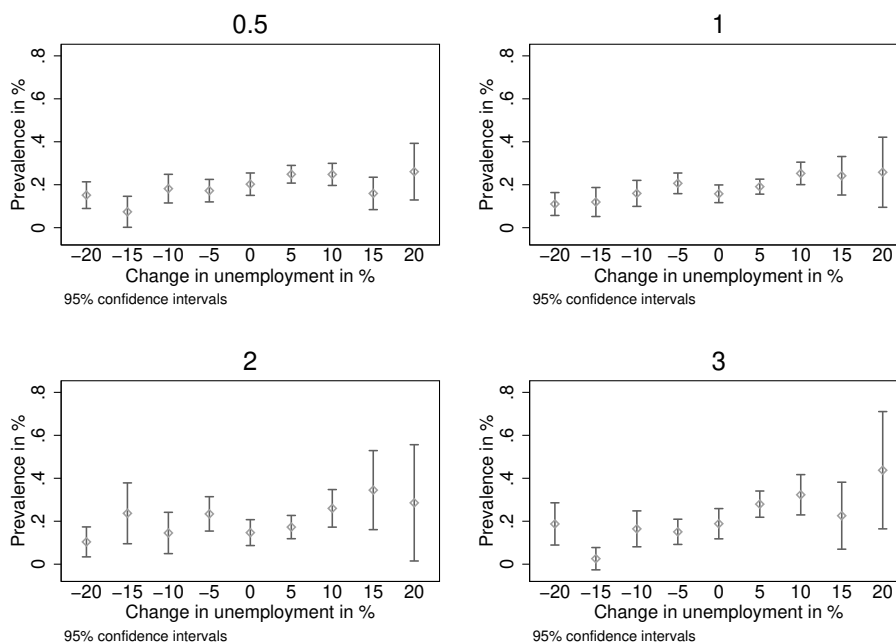 0.5
Prevalence in %
.8
.6
.4
.2
0
−20 −15 −10 −5 0 5 10 15 20
Change in unemployment in %
95% confidence intervals
1
Prevalence in %
.8
.6
.4
.2
0
−20 −15 −10 −5 0 5 10 15 20
Change in unemployment in %
95% confidence intervals
2
Prevalence in %
.8
.6
.4
.2
0
−20 −15 −10 −5 0 5 10 15 20
Change in unemployment in %
95% confidence intervals
3
Prevalence in %
.8
.6
.4
.2
0
−20 −15 −10 −5 0 5 10 15 20
Change in unemployment in %
95% confidence intervals